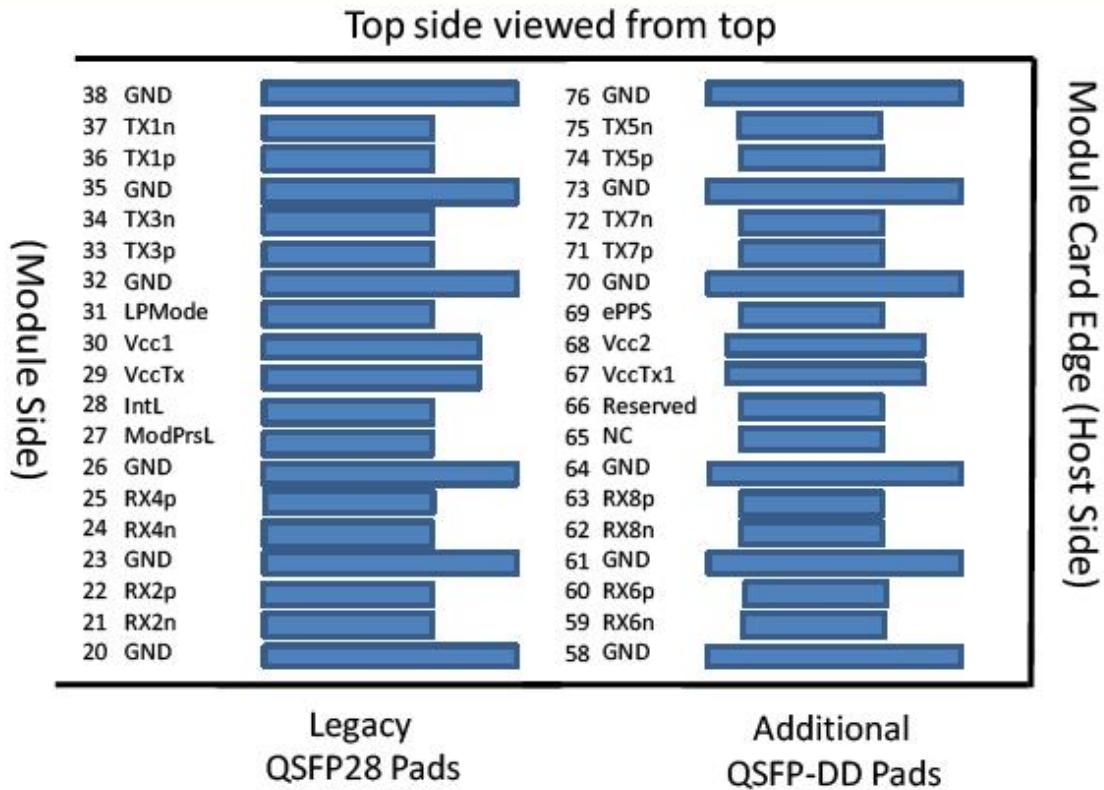 Top side viewed from top
38 GND
37 TX1n
36 TX1p
35 GND
34 TX3n
33 TX3p
32 GND
31 LPMode
30 Vcc1
29 VccTx
28 IntL
27 ModPrsL
26 GND
25 RX4p
24 RX4n
23 GND
22 RX2p
21 RX2n
20 GND
76 GND
75 TX5n
74 TX5p
73 GND
72 TX7n
71 TX7p
70 GND
69 ePPS
68 Vcc2
67 VccTx1
66 Reserved
65 NC
64 GND
63 RX8p
62 RX8n
61 GND
60 RX6p
59 RX6n
58 GND
(Module Side)
Module Card Edge (Host Side)
Legacy
QSFP28 Pads
Additional
QSFP-DD Pads